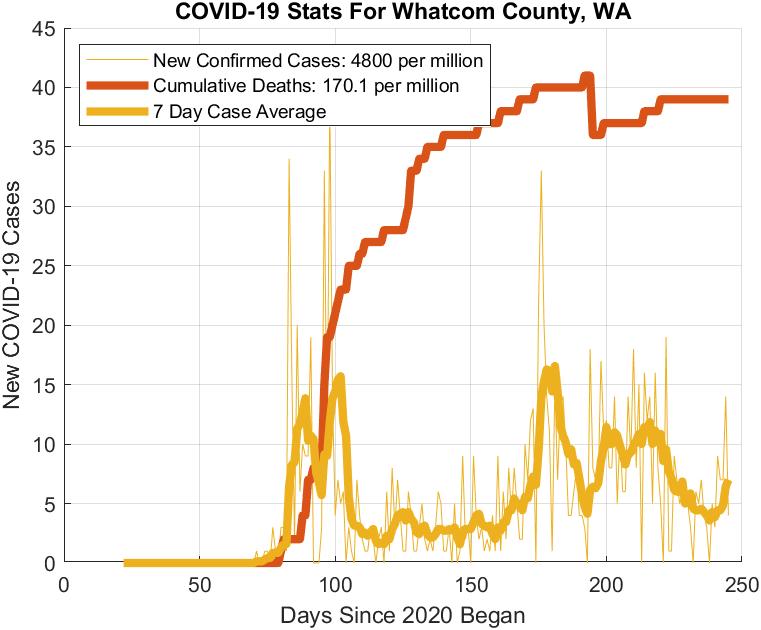 COVID-19 Stats For Whatcom County, WA
45
40
35
30
25
20
15
10
5
0
New COVID-19 Cases
New Confirmed Cases: 4800 per million
Cumulative Deaths: 170.1 per million
7 Day Case Average
0 50 100 150 200 250
Days Since 2020 Began